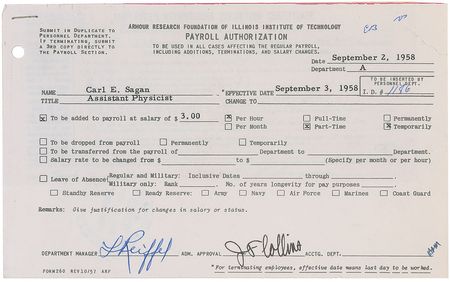 SUBMIT IN DUPLICATE TO
PERSONNEL DEPARTMENT.
IF TERMINATING, SUBMIT
A 3RD COPY DIRECTLY TO
THE PAYROLL SECTION.
ARMOUR RESEARCH FOUNDATION OF ILLINOIS INSTITUTE OF TECHNOLOGY
PAYROLL AUTHORIZATION
TO BE USED IN ALL CASES AFFECTING THE REGULAR PAYROLL,
INCLUDING ADDITIONS, TERMINATIONS, AND SALARY CHANGES.
Date September 2, 1958
Department A
TO BE INSERTED BY
PERSONNEL DEPT.
I.D.# 1196
NAME Carl E. Sagan *EFFECTIVE DATE September 3, 1958
TITLE Assistant Physicist CHANGE TO
x To be added to payroll at salary of $ 3.00 x Per Hour Full-Time Permanently
Per Month x Part-Time x Temporarily
To be dropped from payroll Permanently Temporarily
To be transferred from the payroll of Department to Department.
Salary rate to be changed from $ to $ (Specify per month or per hour)
Leave of Absence: Regular and Military: Inclusive Dates through
Military only: Rank No. of years longevity for pay purposes
Standby Reserve Ready Reserve: Army Navy Air Force Marines Coast Guard
Remarks: Give justification for changes in salary or status.
DEPARTMENT MANAGER L Reiffel ADM. APPROVAL J F Collins ACCTG. DEPT.
FORM 260 REV 10/57 ARF *For terminating employees, effective date means last day to be worked.